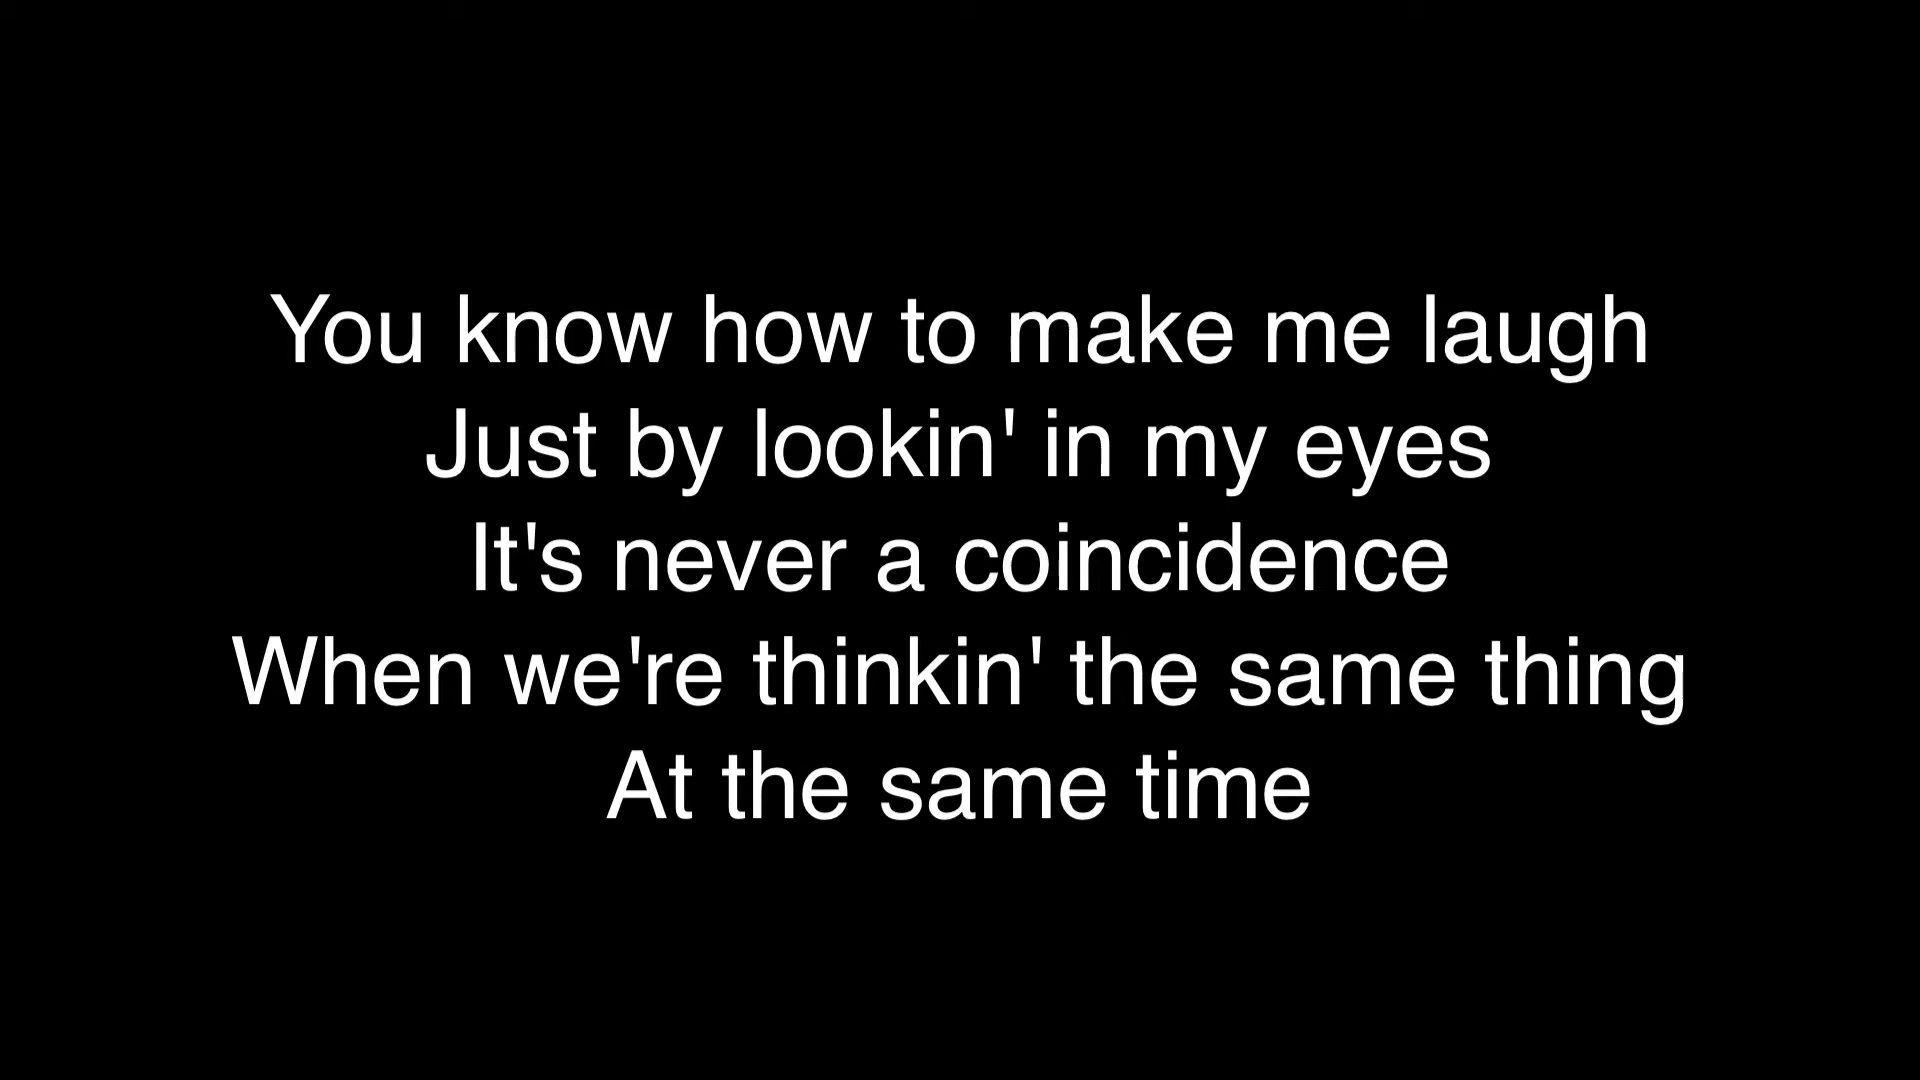 You know how to make me laugh
Just by lookin' in my eyes
It's never a coincidence
When we're thinkin' the same thing
At the same time